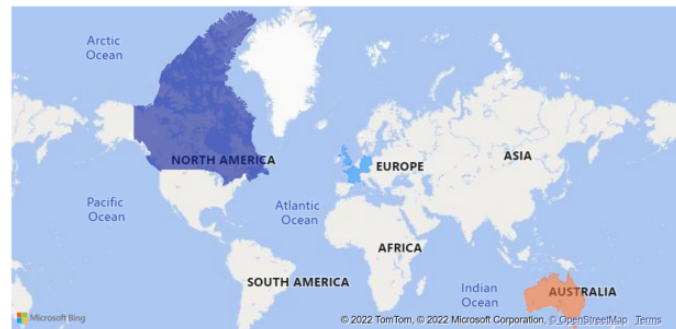 Arctic
Ocean
NORTH AMERICA
EUROPE
ASIA
Pacific
Ocean
Atlantic
Ocean
AFRICA
SOUTH AMERICA
Indian
Ocean
AUSTRALIA
Microsoft Bing
© 2022 TomTom, © 2022 Microsoft Corporation, © OpenStreetMap Terms